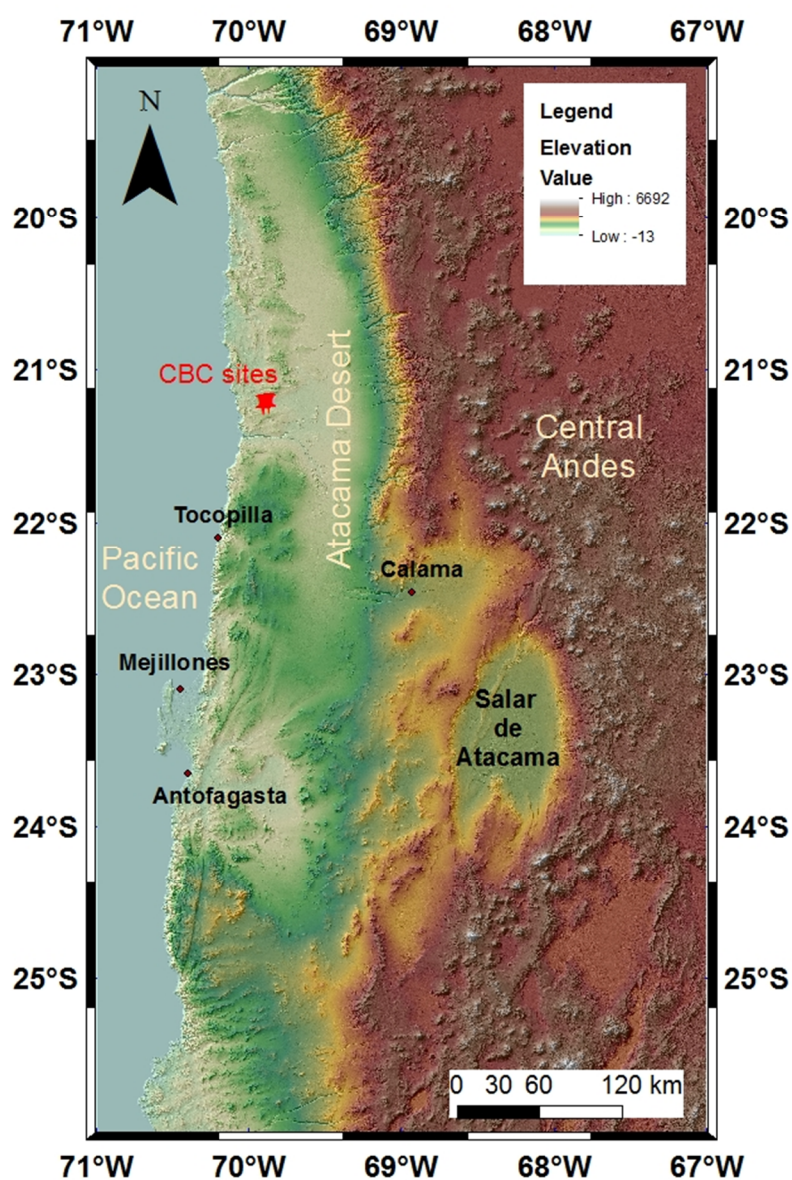 71°W 70°W 69°W 68°W 67°W
N
Legend
Elevation
Value
High : 6692
Low : -13
20°S 20°S
21°S 21°S
CBC sites
Atacama Desert
Central
Andes
22°S 22°S
Tocopilla
Pacific
Ocean
Calama
23°S 23°S
Mejillones
Salar
de
Atacama
Antofagasta
24°S 24°S
25°S 25°S
0 30 60 120 km
71°W 70°W 69°W 68°W 67°W